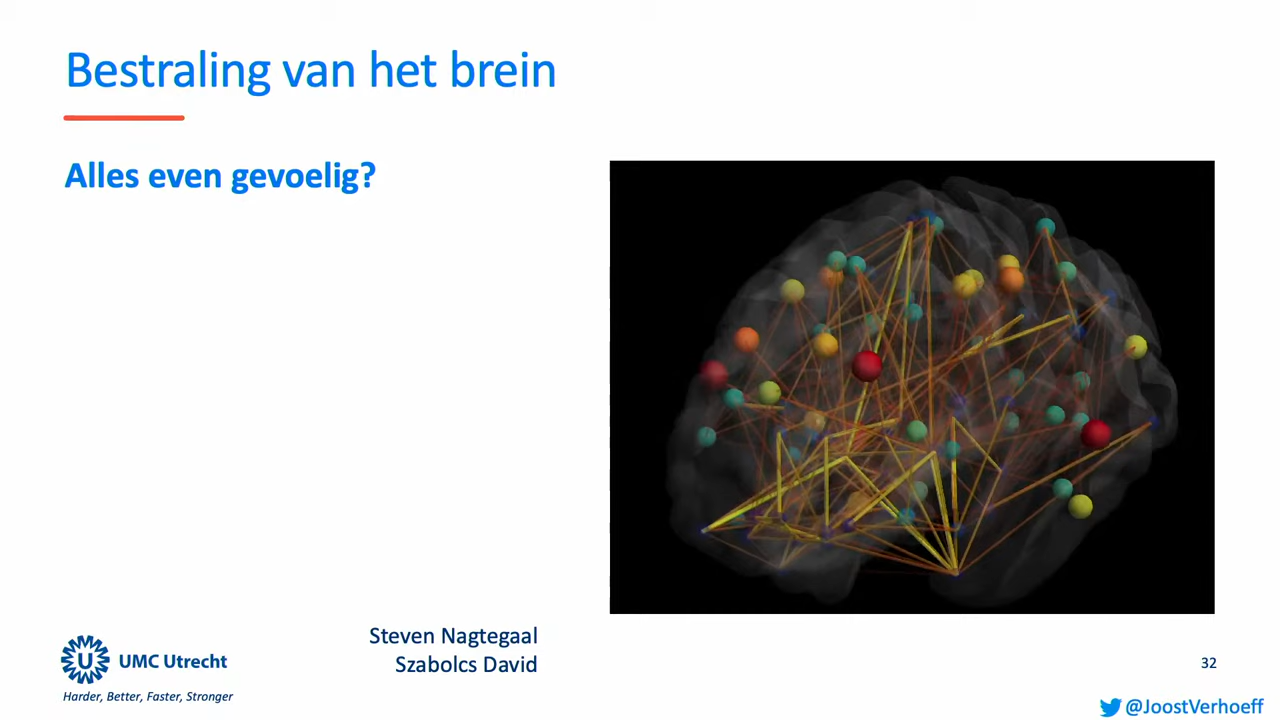 Bestraling van het brein
Alles even gevoelig?
Steven Nagtegaal
Szabolcs David
U UMC Utrecht
Harder, Better, Faster, Stronger
32
@JoostVerhoeff